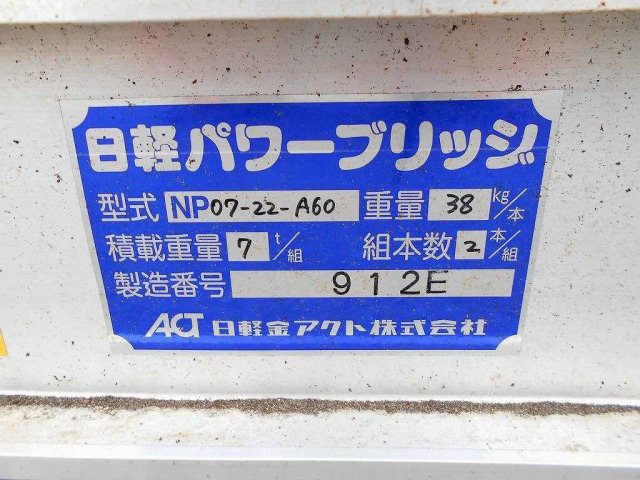 日軽パワーブリッジ
型式 NP07-22-A60 重量 38 kg/本
積載重量 7 t/組 組本数 2 本/組
製造番号 912E
ACT 日軽金アクト株式会社